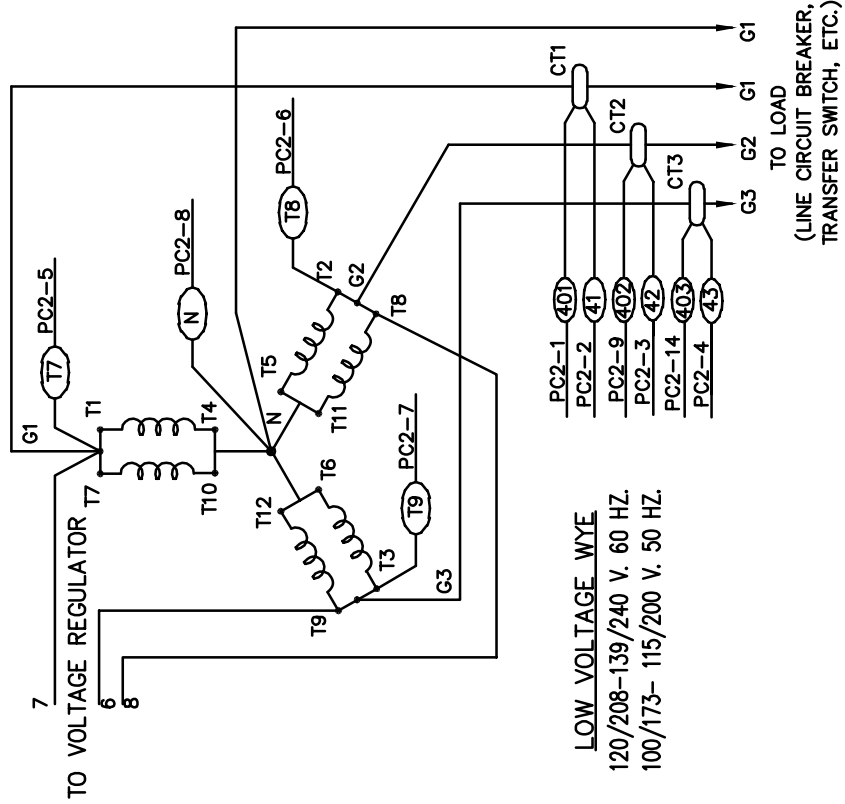 G1
T7
PC2-5
T7
T1
T10
T4
N
PC2-8
N
T8
PC2-6
T2
G2
T5
T8
T11
T12
T6
T9
T3
T9
PC2-7
G3
7
TO VOLTAGE REGULATOR
6
8
LOW VOLTAGE WYE
120/208-139/240 V. 60 HZ.
100/173- 115/200 V. 50 HZ.
PC2-1 401
PC2-2 41
PC2-9 402
PC2-3 42
PC2-14 403
PC2-4 43
CT1
CT2
CT3
G1
G1
G2
G3
TO LOAD
(LINE CIRCUIT BREAKER,
TRANSFER SWITCH, ETC.)